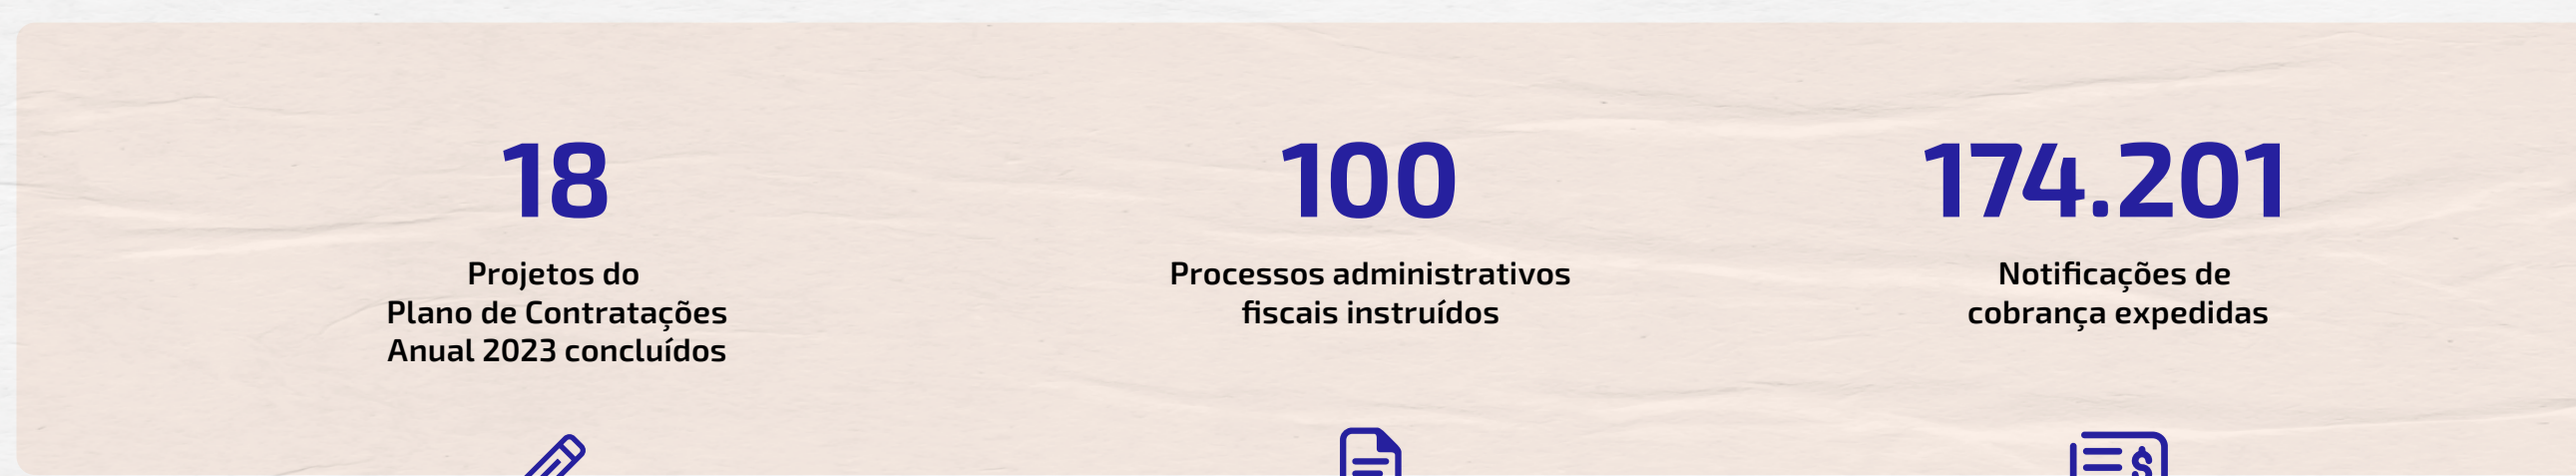 18
Projetos do
Plano de Contratações
Anual 2023 concluídos
100
Processos administrativos
fiscais instruídos
174.201
Notificações de
cobrança expedidas